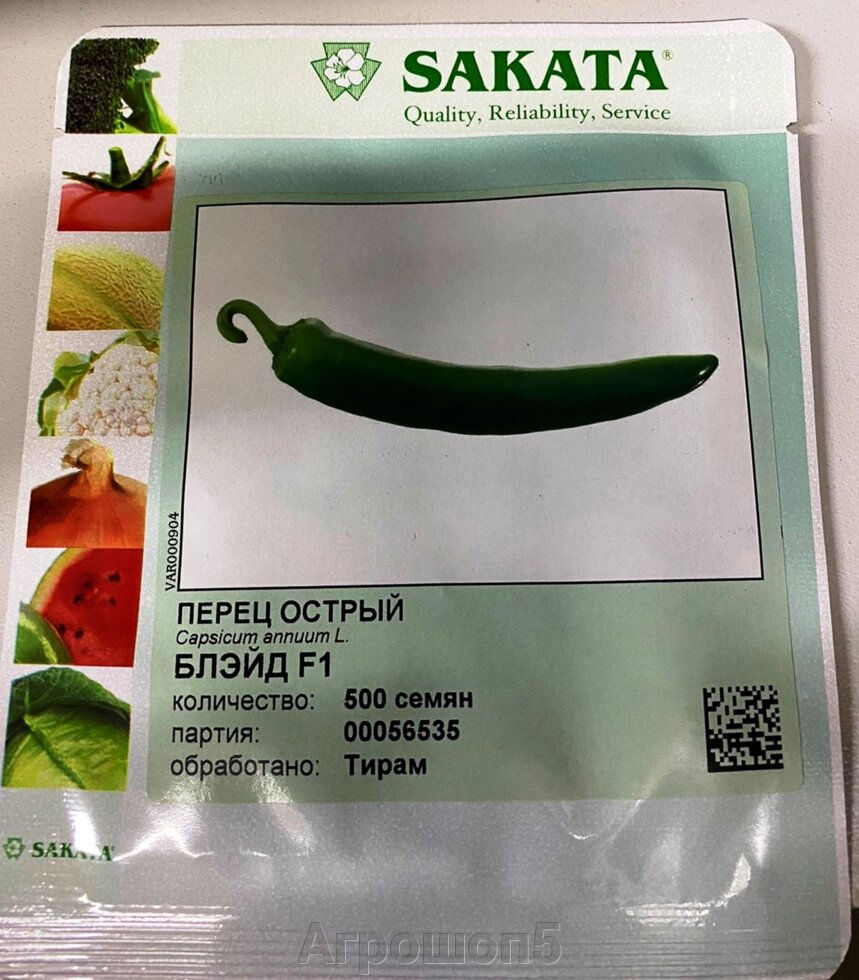 SAKATA®
Quality, Reliability, Service
VAR000904
ПЕРЕЦ ОСТРЫЙ
Capsicum annuum L.
БЛЭЙД F1
количество: 500 семян
партия: 00056535
обработано: Тирам
SAKATA
Агрошоп5